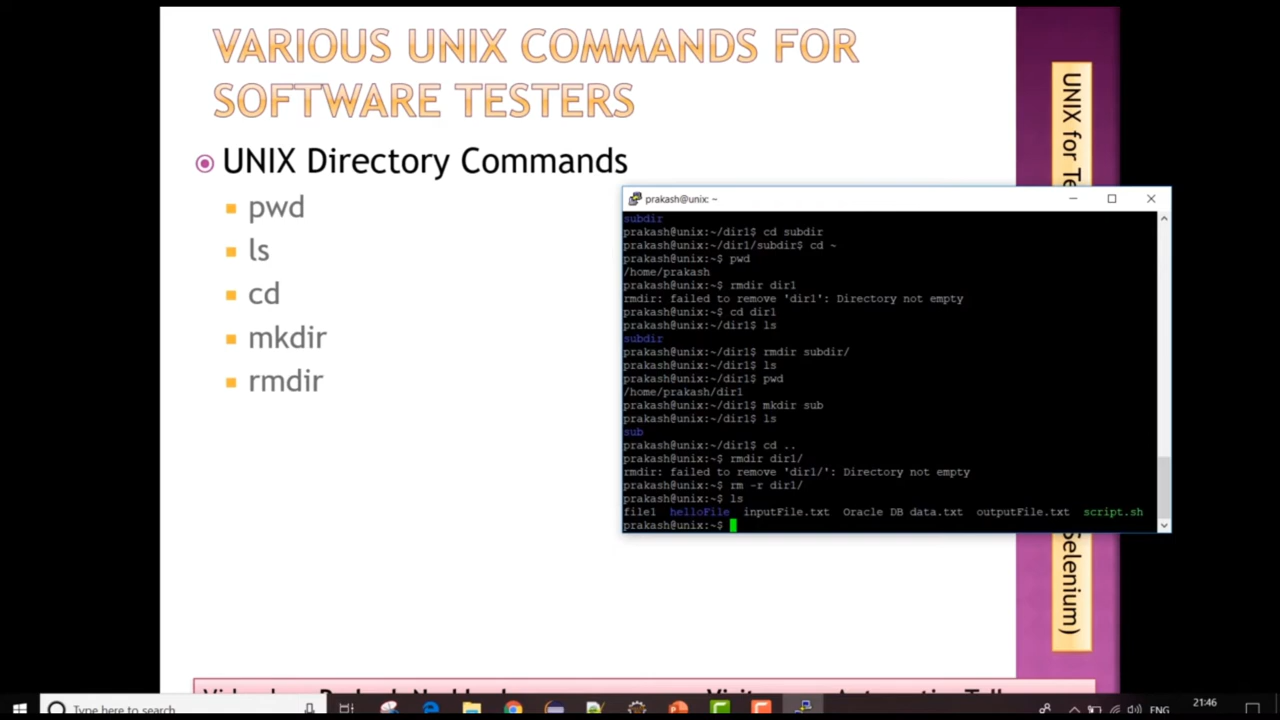 VARIOUS UNIX COMMANDS FOR
SOFTWARE TESTERS
UNIX Directory Commands
pwd
ls
cd
mkdir
rmdir
UNIX for Te
Selenium)
prakash@unix: ~
subdir
prakash@unix:~/dir1$ cd subdir
prakash@unix:~/dir1/subdir$ cd ~
prakash@unix:~$ pwd
/home/prakash
prakash@unix:~$ rmdir dir1
rmdir: failed to remove 'dir1': Directory not empty
prakash@unix:~$ cd dir1
prakash@unix:~/dir1$ ls
subdir
prakash@unix:~/dir1$ rmdir subdir/
prakash@unix:~/dir1$ ls
prakash@unix:~/dir1$ pwd
/home/prakash/dir1
prakash@unix:~/dir1$ mkdir sub
prakash@unix:~/dir1$ ls
sub
prakash@unix:~/dir1$ cd ..
prakash@unix:~$ rmdir dir1/
rmdir: failed to remove 'dir1/': Directory not empty
prakash@unix:~$ rm -r dir1/
prakash@unix:~$ ls
file1 helloFile inputFile.txt Oracle DB data.txt outputFile.txt script.sh
prakash@unix:~$
Type here to search
ENG
21:46